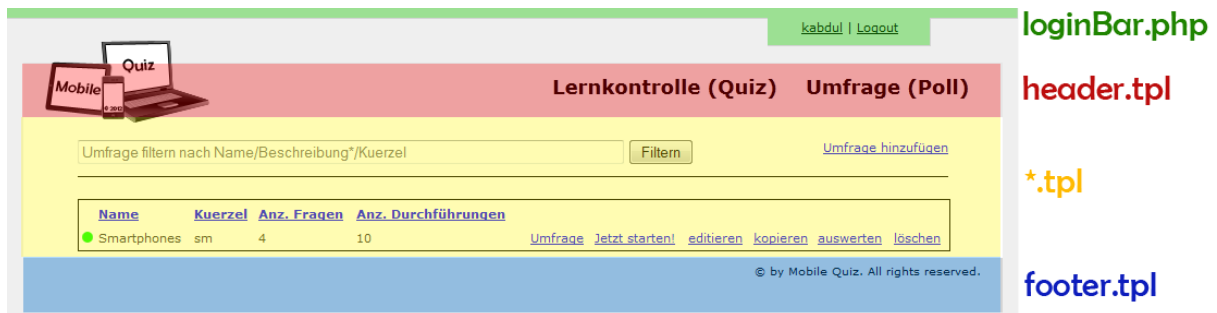 kabdul | Logout
loginBar.php
Quiz
Mobile
© 2012
Lernkontrolle (Quiz) Umfrage (Poll)
header.tpl
Umfrage filtern nach Name/Beschreibung*/Kuerzel
Filtern
Umfrage hinzufügen
*.tpl
Name Kuerzel Anz. Fragen Anz. Durchführungen
Smartphones sm 4 10 Umfrage Jetzt starten! editieren kopieren auswerten löschen
© by Mobile Quiz. All rights reserved.
footer.tpl